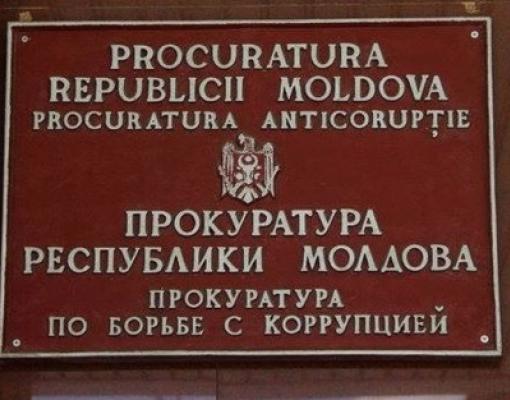 PROCURATURA
REPUBLICII MOLDOVA
PROCURATURA ANTICORUPȚIE
ПРОКУРАТУРА
РЕСПУБЛИКИ МОЛДОВА
ПРОКУРАТУРА
ПО БОРЬБЕ С КОРРУПЦИЕЙ